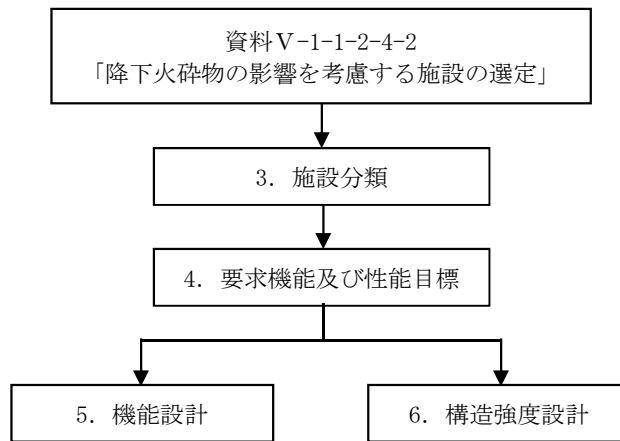 資料Ⅴ-1-1-2-4-2
「降下火砕物の影響を考慮する施設の選定」
3. 施設分類
4. 要求機能及び性能目標
5. 機能設計
6. 構造強度設計